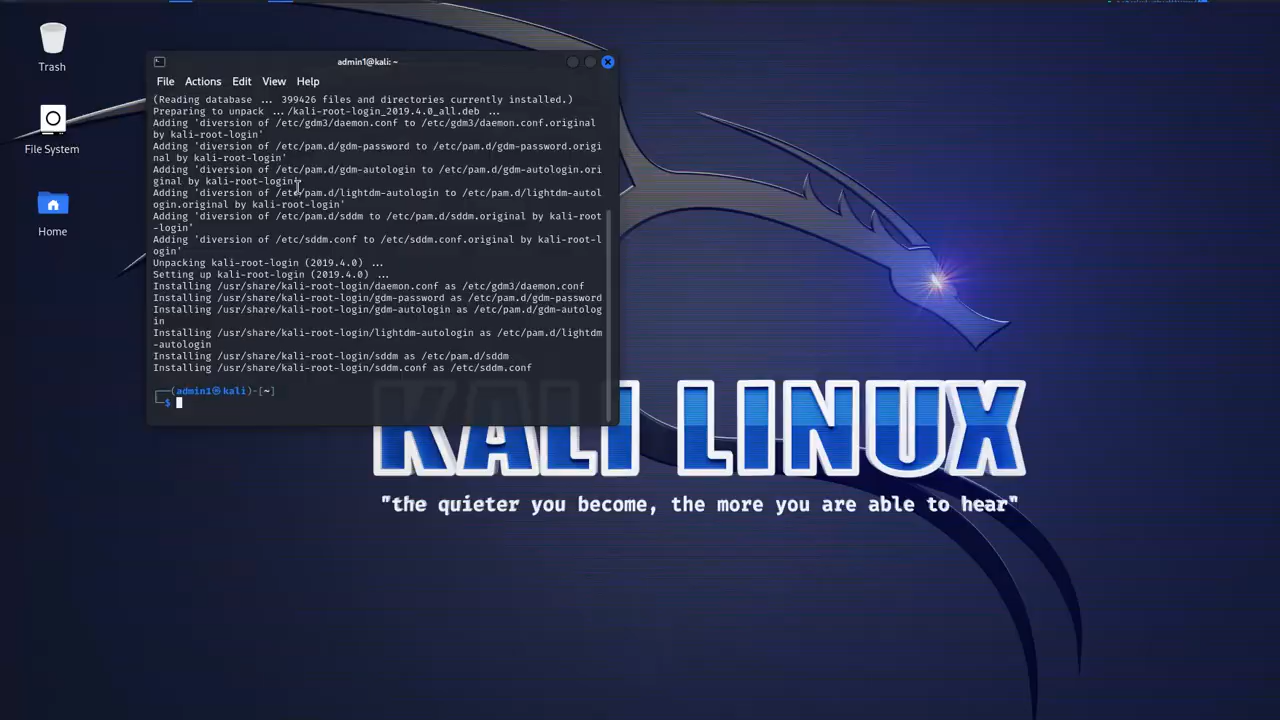 Trash
File System
Home
admin1@kali: ~
File Actions Edit View Help
(Reading database ... 399426 files and directories currently installed.)
Preparing to unpack .../kali-root-login_2019.4.0_all.deb ...
Adding 'diversion of /etc/gdm3/daemon.conf to /etc/gdm3/daemon.conf.original
by kali-root-login'
Adding 'diversion of /etc/pam.d/gdm-password to /etc/pam.d/gdm-password.origi
nal by kali-root-login'
Adding 'diversion of /etc/pam.d/gdm-autologin to /etc/pam.d/gdm-autologin.ori
ginal by kali-root-login'
Adding 'diversion of /etc/pam.d/lightdm-autologin to /etc/pam.d/lightdm-autol
ogin.original by kali-root-login'
Adding 'diversion of /etc/pam.d/sddm to /etc/pam.d/sddm.original by kali-root
-login'
Adding 'diversion of /etc/sddm.conf to /etc/sddm.conf.original by kali-root-l
ogin'
Unpacking kali-root-login (2019.4.0) ...
Setting up kali-root-login (2019.4.0) ...
Installing /usr/share/kali-root-login/daemon.conf as /etc/gdm3/daemon.conf
Installing /usr/share/kali-root-login/gdm-password as /etc/pam.d/gdm-password
Installing /usr/share/kali-root-login/gdm-autologin as /etc/pam.d/gdm-autolog
in
Installing /usr/share/kali-root-login/lightdm-autologin as /etc/pam.d/lightdm
-autologin
Installing /usr/share/kali-root-login/sddm as /etc/pam.d/sddm
Installing /usr/share/kali-root-login/sddm.conf as /etc/sddm.conf
┌──(admin1㉿kali)-[~]
└─$
KALI LINUX
"the quieter you become, the more you are able to hear"